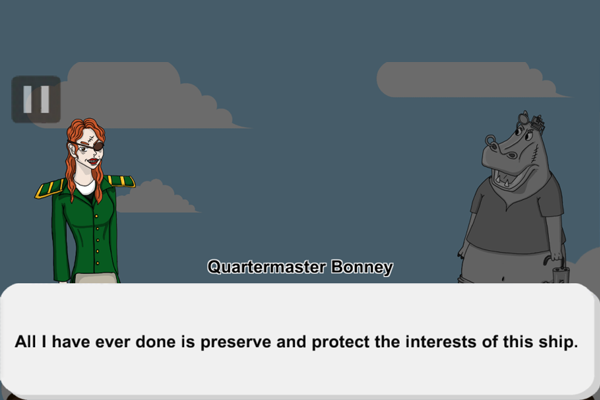 Quartermaster Bonney
All I have ever done is preserve and protect the interests of this ship.